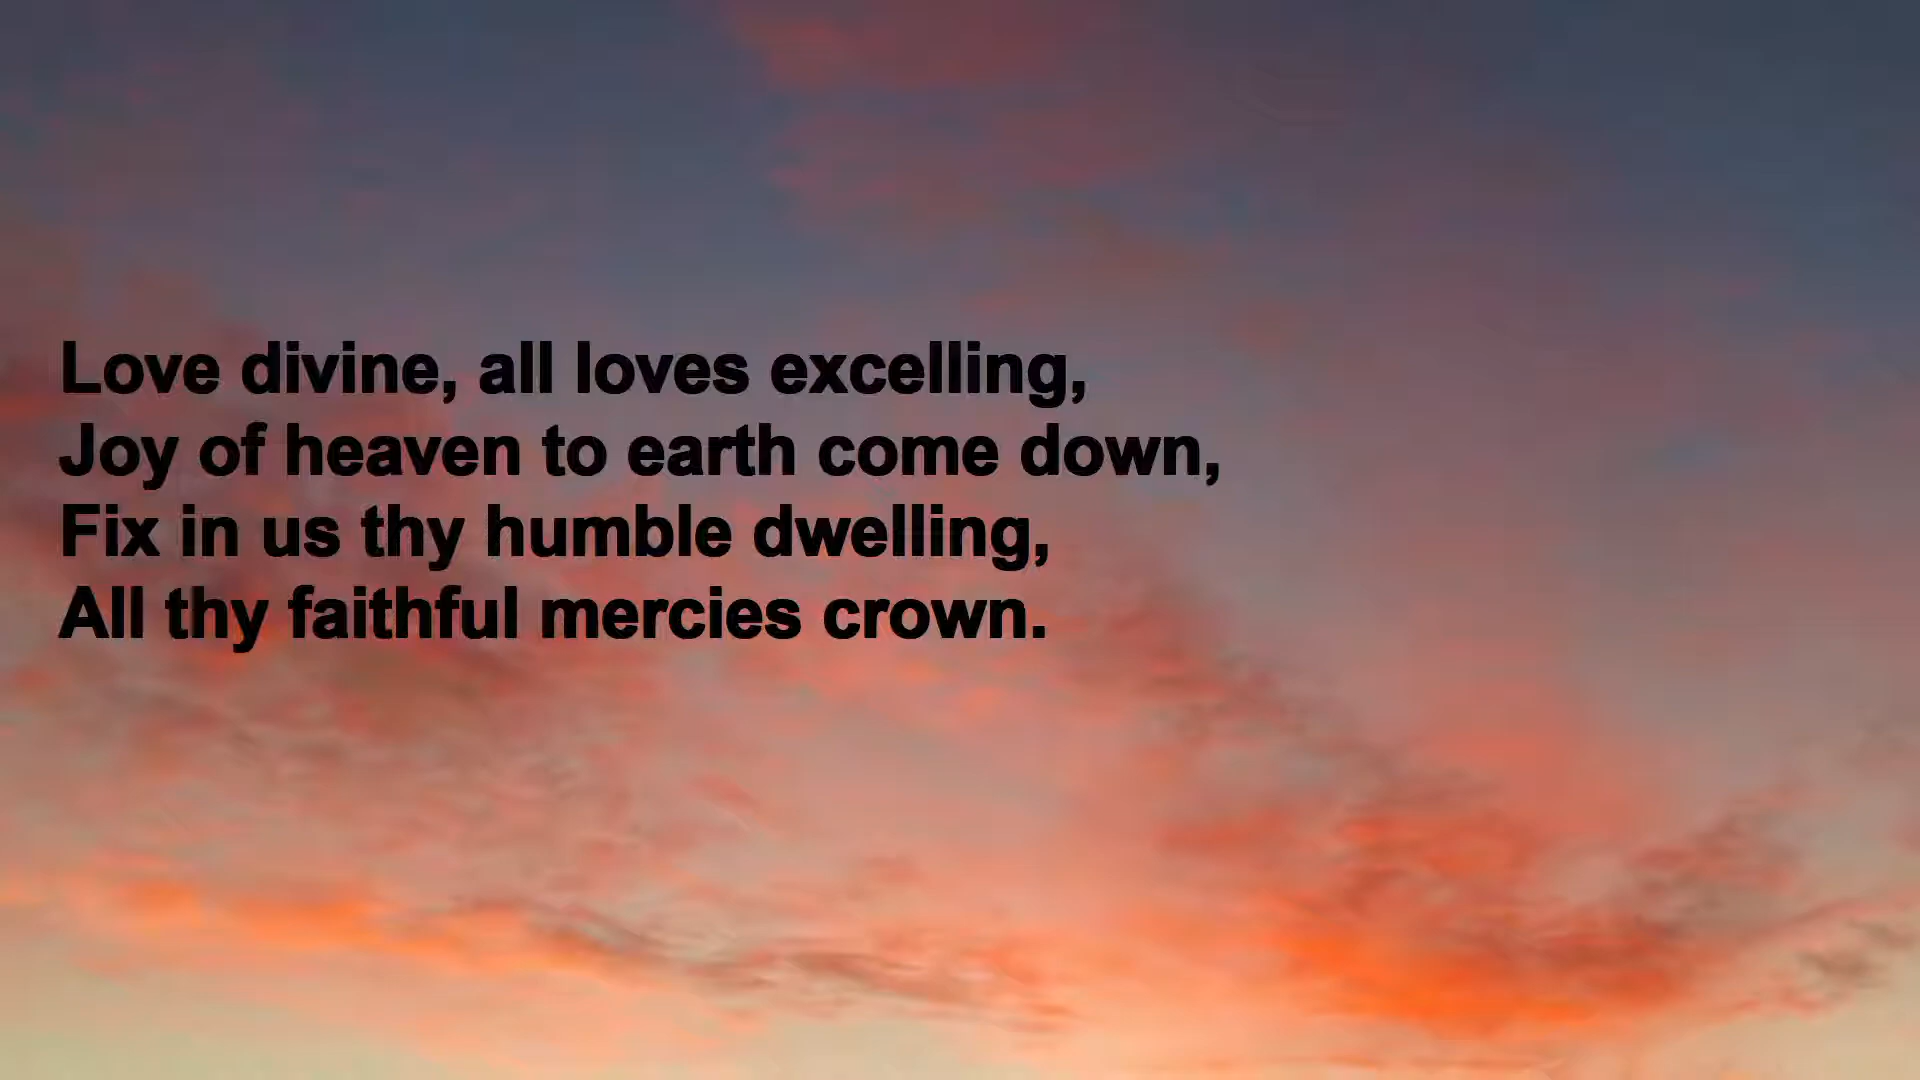 Love divine, all loves excelling,
Joy of heaven to earth come down,
Fix in us thy humble dwelling,
All thy faithful mercies crown.